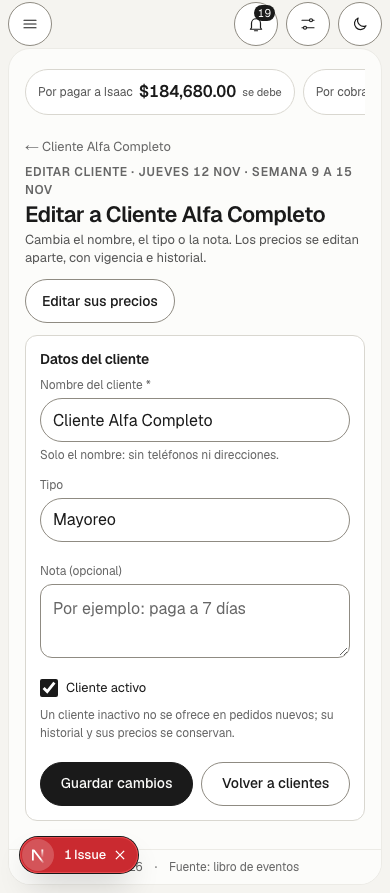 19
Por pagar a Isaac $184,680.00 se debe
Por cobra
← Cliente Alfa Completo
EDITAR CLIENTE · JUEVES 12 NOV · SEMANA 9 A 15
NOV
Editar a Cliente Alfa Completo
Cambia el nombre, el tipo o la nota. Los precios se editan
aparte, con vigencia e historial.
Editar sus precios
Datos del cliente
Nombre del cliente *
Cliente Alfa Completo
Solo el nombre: sin teléfonos ni direcciones.
Tipo
Mayoreo
Nota (opcional)
Por ejemplo: paga a 7 días
Cliente activo
Un cliente inactivo no se ofrece en pedidos nuevos; su
historial y sus precios se conservan.
Guardar cambios
Volver a clientes
N 1 Issue
26 · Fuente: libro de eventos